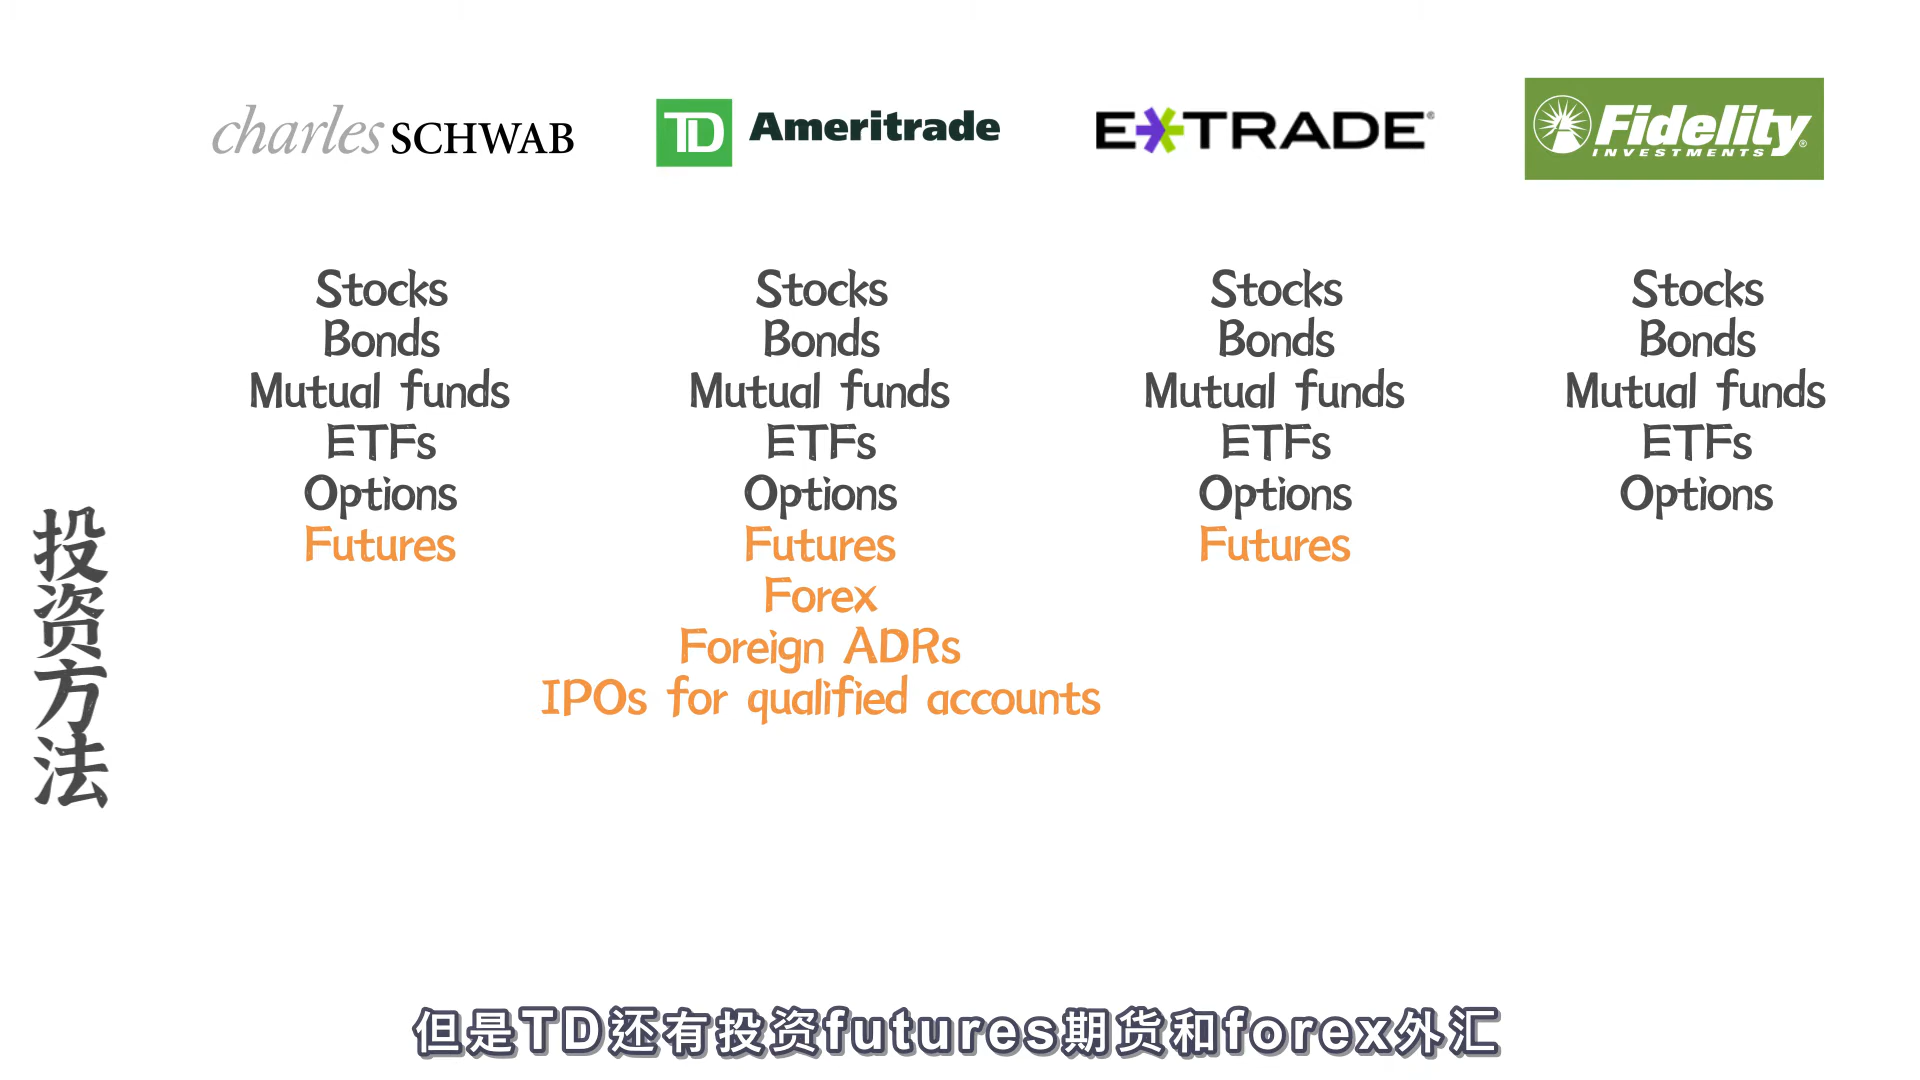 charles SCHWAB
TD Ameritrade
E*TRADE®
Fidelity®
INVESTMENTS
Stocks
Bonds
Mutual funds
ETFs
Options
Futures
Stocks
Bonds
Mutual funds
ETFs
Options
Futures
Forex
Foreign ADRs
IPOs for qualified accounts
Stocks
Bonds
Mutual funds
ETFs
Options
Futures
Stocks
Bonds
Mutual funds
ETFs
Options
投资方法
但是TD还有投资futures期货和forex外汇